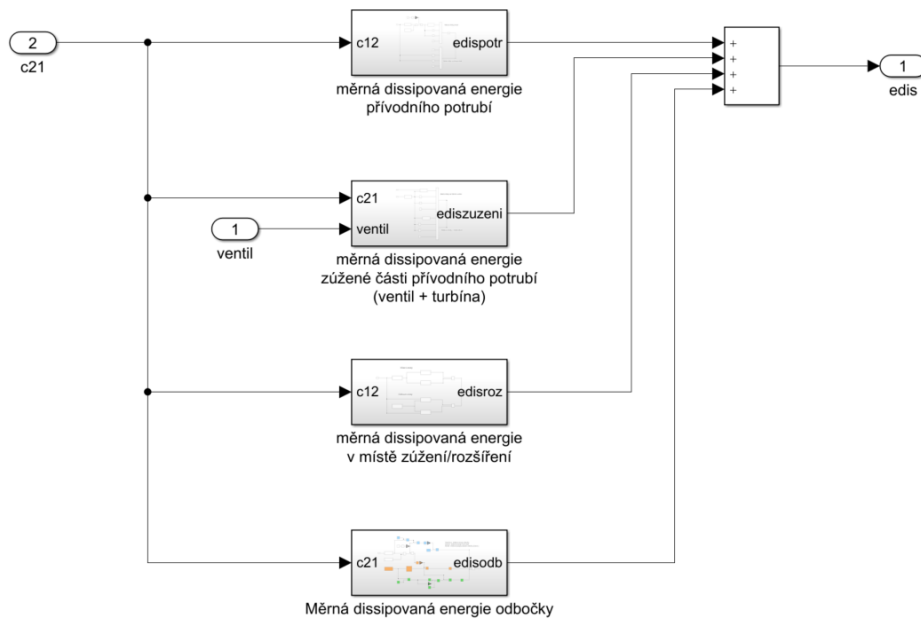 2
c21
c12
edispotr
měrná dissipovaná energie
přívodního potrubí
+
+
+
+
1
edis
c21
ventil
ediszuzeni
1
ventil
měrná dissipovaná energie
zúžené části přívodního potrubí
(ventil + turbína)
c12
edisroz
měrná dissipovaná energie
v místě zúžení/rozšíření
c21
edisodb
Měrná dissipovaná energie odbočky